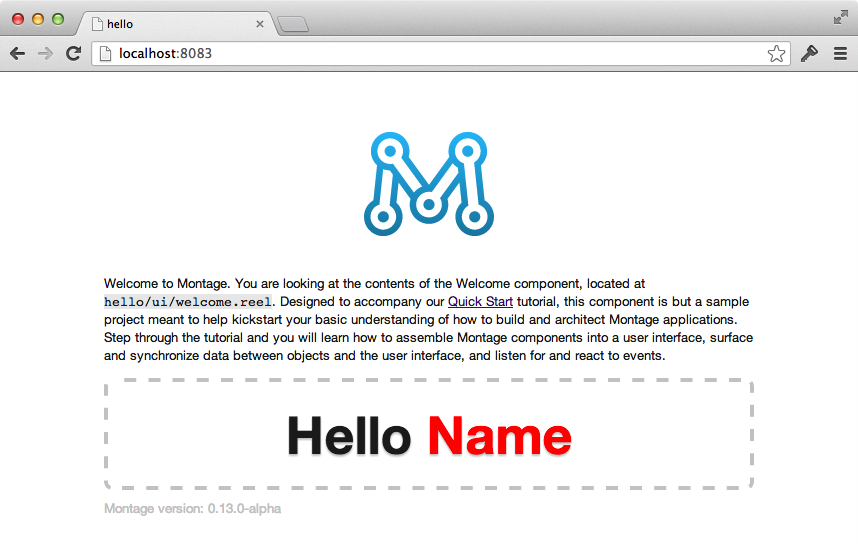 hello
localhost:8083
Welcome to Montage. You are looking at the contents of the Welcome component, located at
hello/ui/welcome.reel. Designed to accompany our Quick Start tutorial, this component is but a sample
project meant to help kickstart your basic understanding of how to build and architect Montage applications.
Step through the tutorial and you will learn how to assemble Montage components into a user interface, surface
and synchronize data between objects and the user interface, and listen for and react to events.
Hello Name
Montage version: 0.13.0-alpha